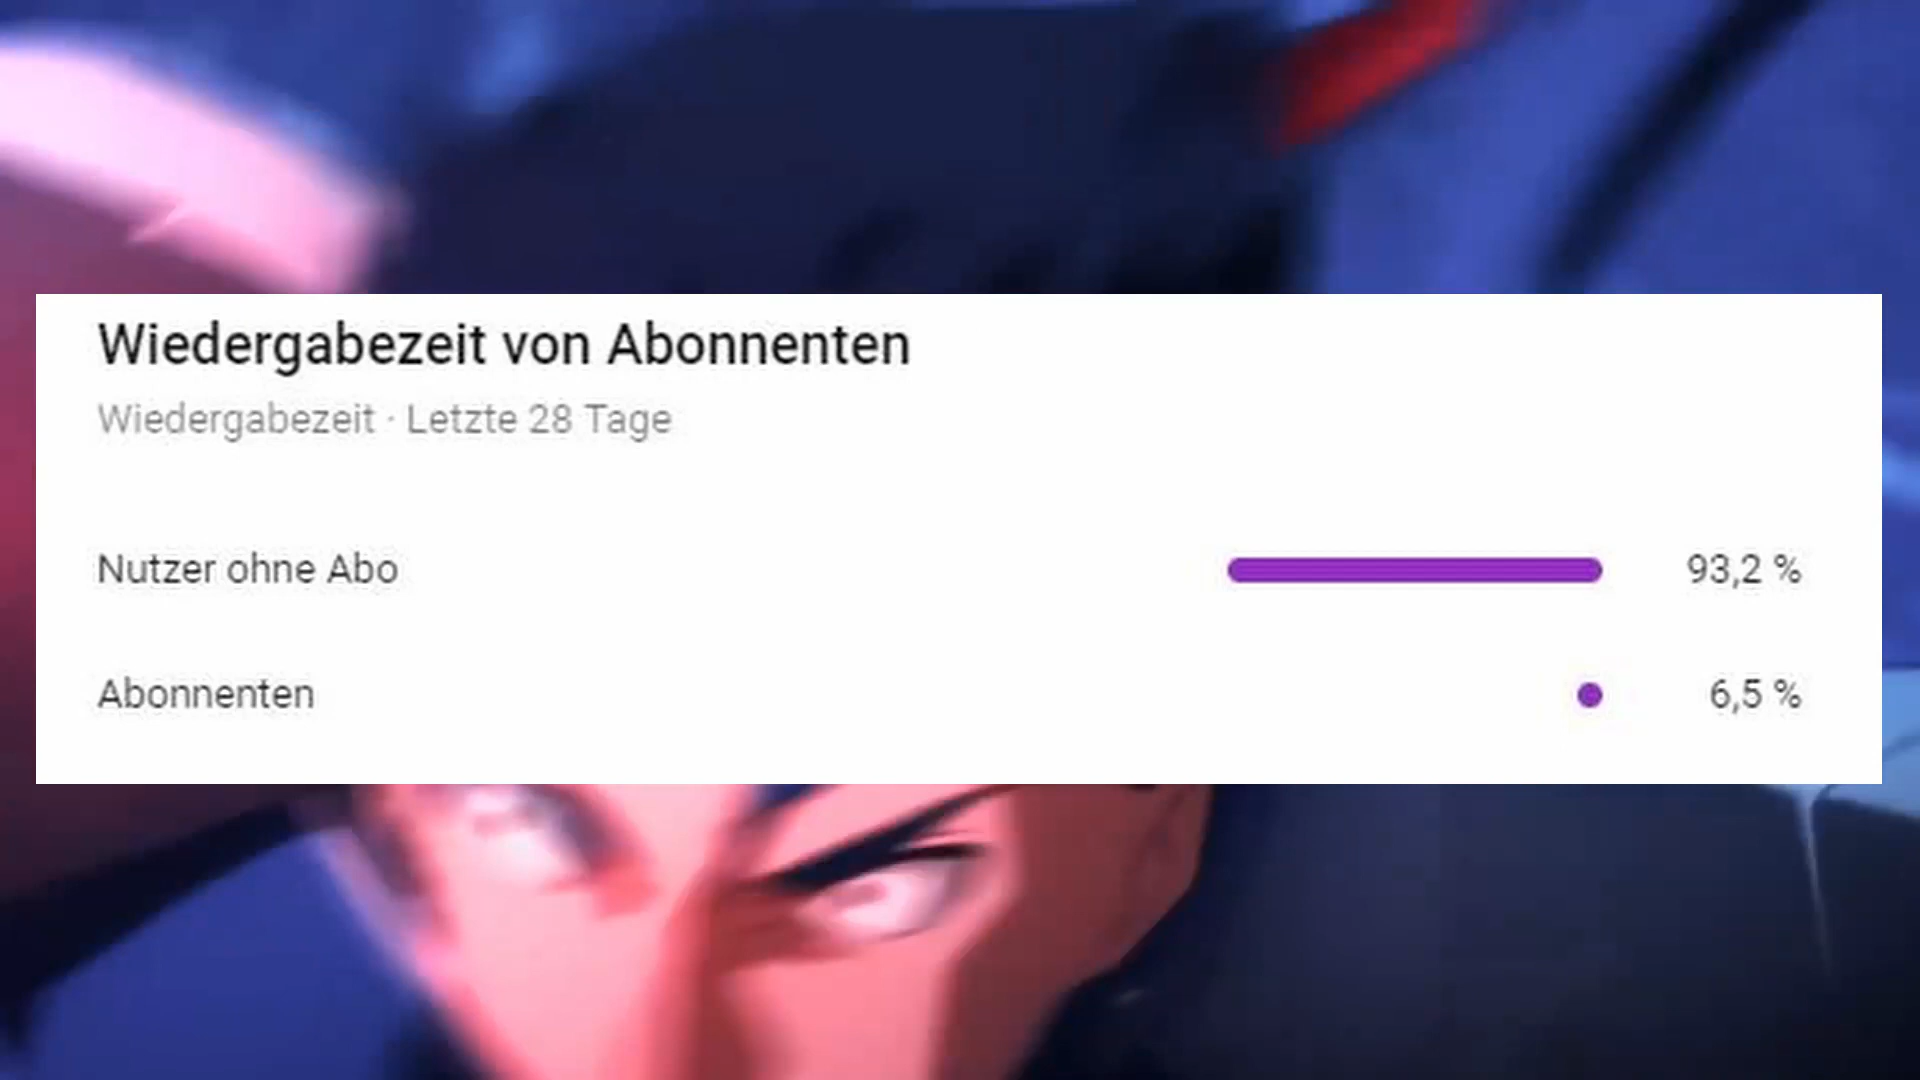 Wiedergabezeit von Abonnenten
Wiedergabezeit · Letzte 28 Tage
Nutzer ohne Abo 93,2 %
Abonnenten 6,5 %